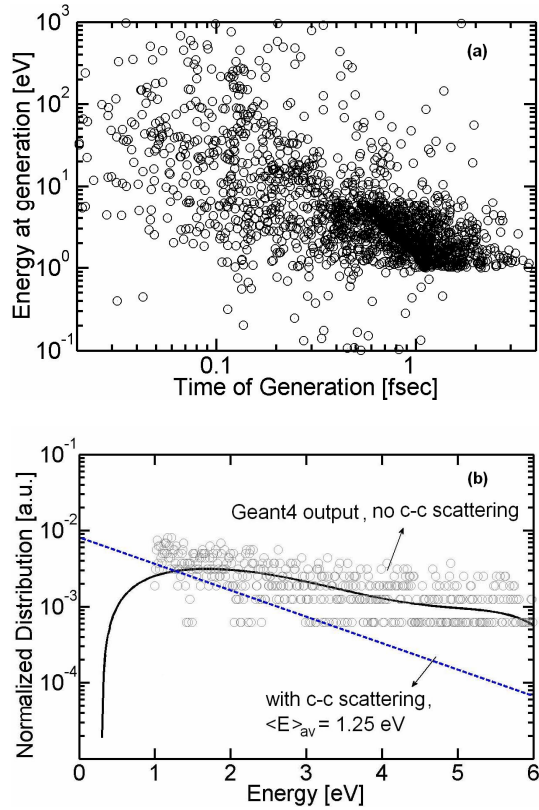 10^3
(a)
10^2
10^1
10^0
10^-1
Energy at generation [eV]
0.1
1
Time of Generation [fsec]
10^-1
(b)
Geant4 output, no c-c scattering
10^-2
10^-3
10^-4
Normalized Distribution [a.u.]
with c-c scattering,
<E>av = 1.25 eV
0 1 2 3 4 5 6
Energy [eV]